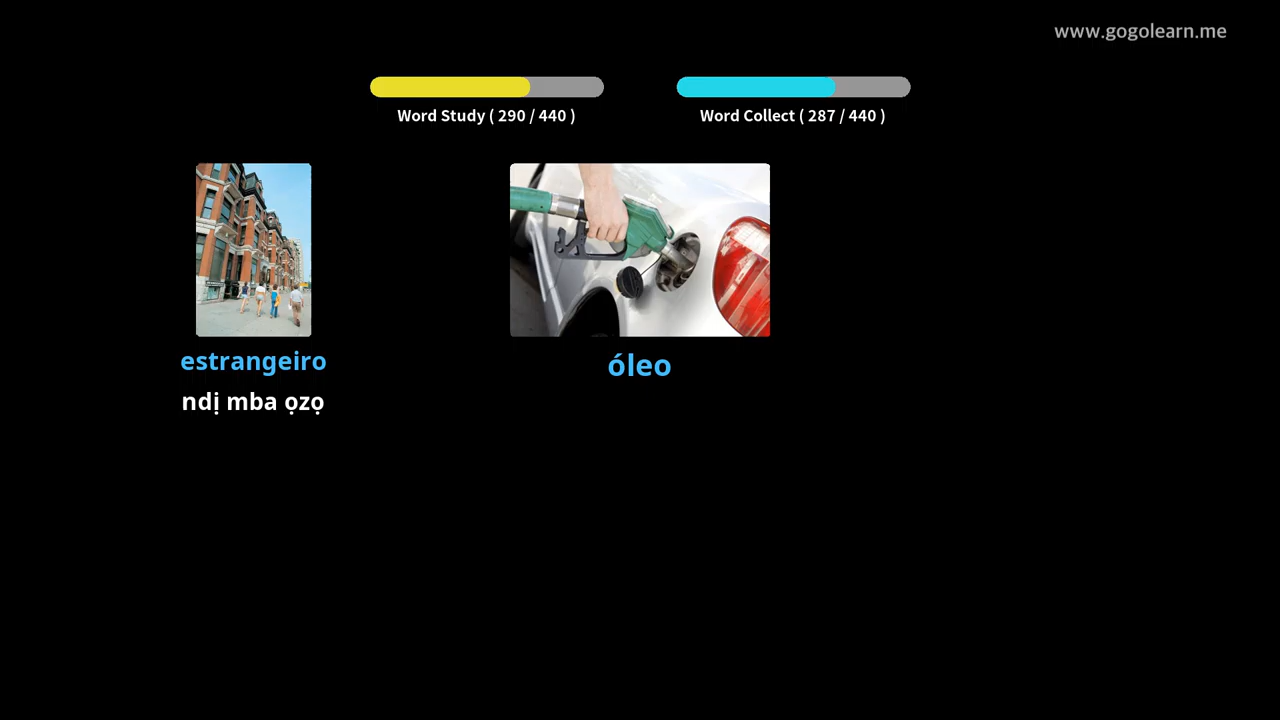 www.gogolearn.me
Word Study ( 290 / 440 )
Word Collect ( 287 / 440 )
estrangeiro
ndị mba ọzọ
óleo